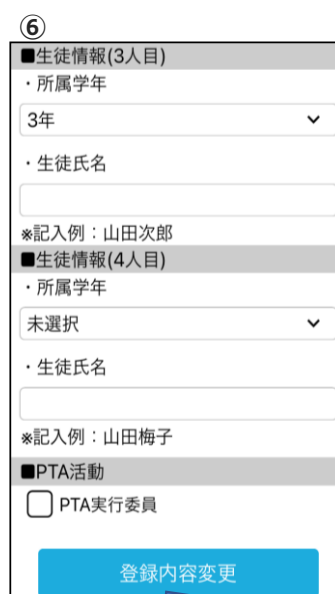 ⑥
■生徒情報(3人目)
・所属学年
3年
・生徒氏名
※記入例：山田次郎
■生徒情報(4人目)
・所属学年
未選択
・生徒氏名
※記入例：山田梅子
■PTA活動
PTA実行委員
登録内容変更